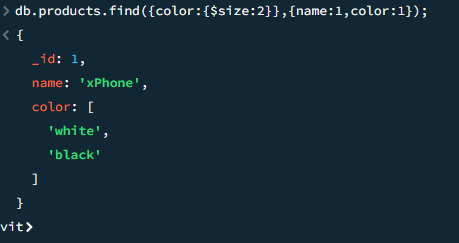 > db.products.find({color:{$size:2}},{name:1,color:1});
< {
_id: 1,
name: 'xPhone',
color: [
'white',
'black'
]
}
vit>